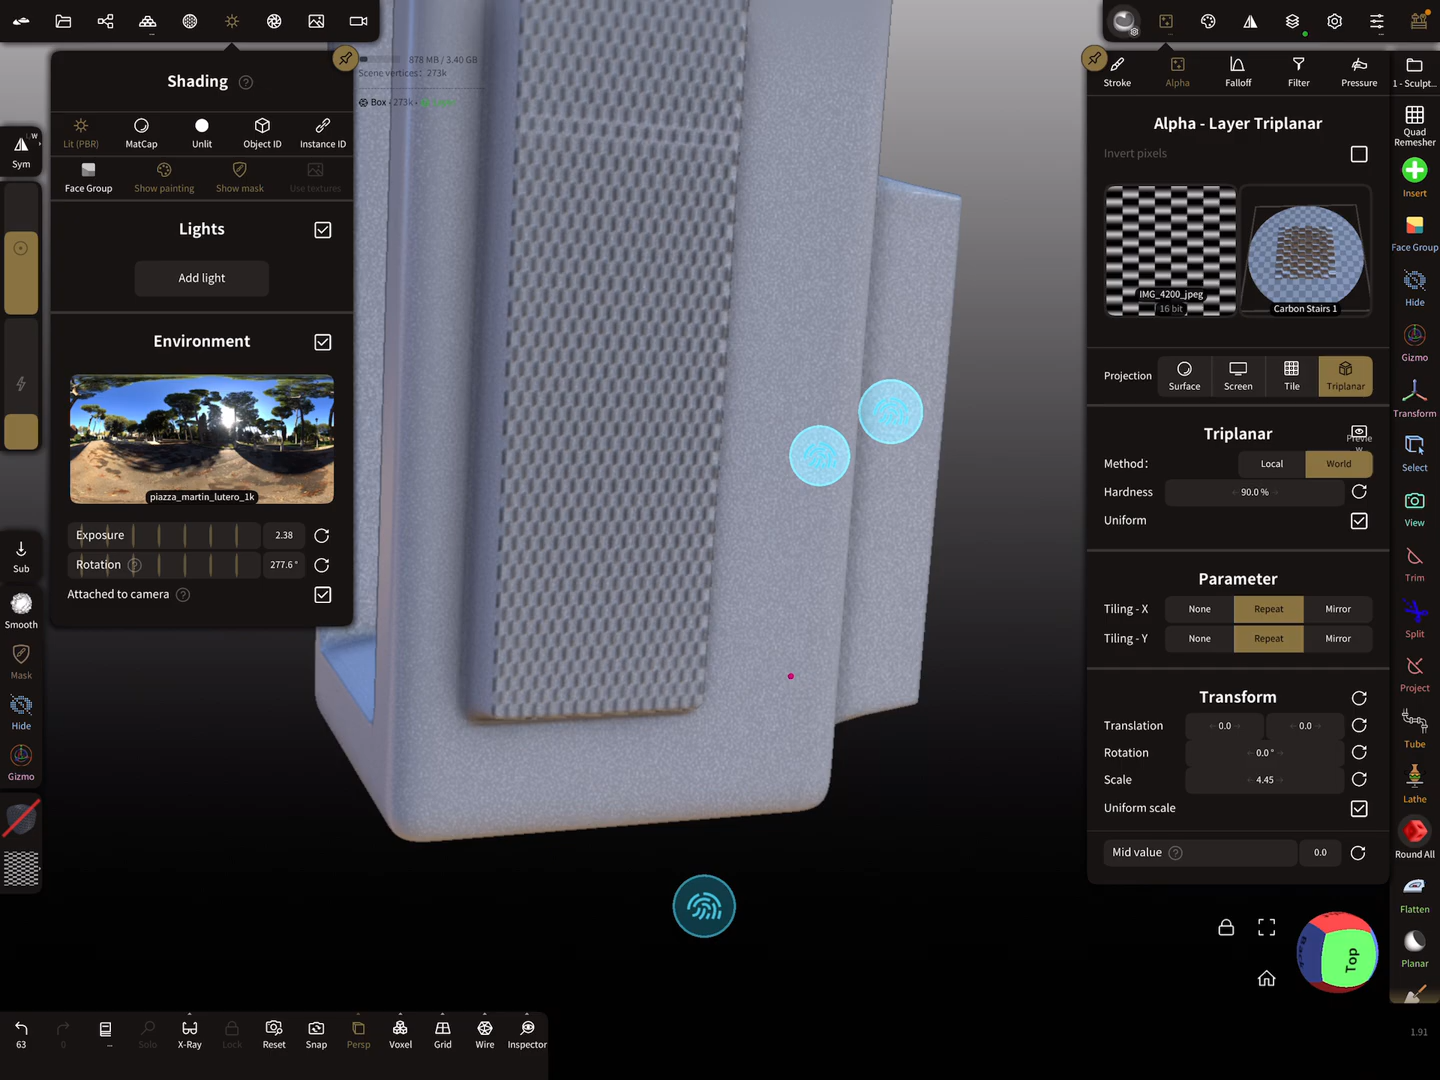 878 MB / 3.40 GB
Scene vertices: 273k
Box
273k
Shading
Lit (PBR)
MatCap
Unlit
Object ID
Instance ID
Face Group
Show painting
Show mask
Use textures
Lights
Add light
Environment
piazza_martin_lutero_1k
Exposure
2.38
Rotation
277.6°
Attached to camera
W
Sym
Sub
Smooth
Mask
Hide
Gizmo
Stroke
Alpha
Falloff
Filter
Pressure
Alpha - Layer Triplanar
Invert pixels
IMG_4200_jpeg
16 bit
Carbon Stairs 1
Projection
Surface
Screen
Tile
Triplanar
Triplanar
Preview
Method:
Local
World
Hardness
90.0 %
Uniform
Parameter
Tiling - X
None
Repeat
Mirror
Tiling - Y
None
Repeat
Mirror
Transform
Translation
0.0
0.0
Rotation
0.0 °
Scale
4.45
Uniform scale
Mid value
0.0
1 - Sculpt...
Quad
Remesher
Insert
Face Group
Hide
Gizmo
Transform
Select
View
Trim
Split
Project
Tube
Lathe
Round All
Flatten
Planar
Top
1.91
63
0
...
Solo
X-Ray
Lock
Reset
Snap
Persp
Voxel
Grid
Wire
Inspector